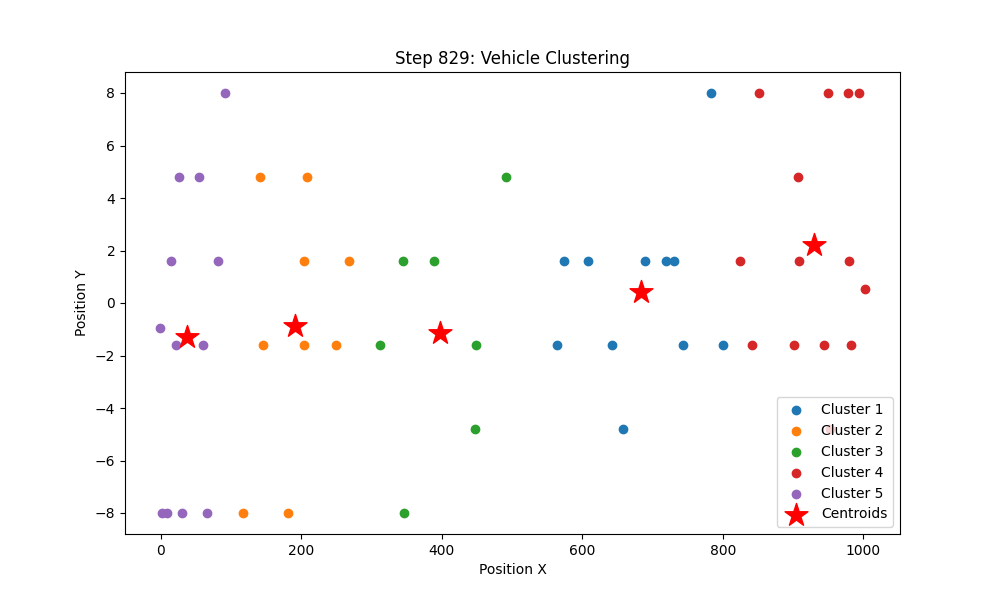 Step 829: Vehicle Clustering
Position Y
8
6
4
2
0
−2
−4
−6
−8
0
200
400
600
800
1000
Position X
Cluster 1
Cluster 2
Cluster 3
Cluster 4
Cluster 5
Centroids